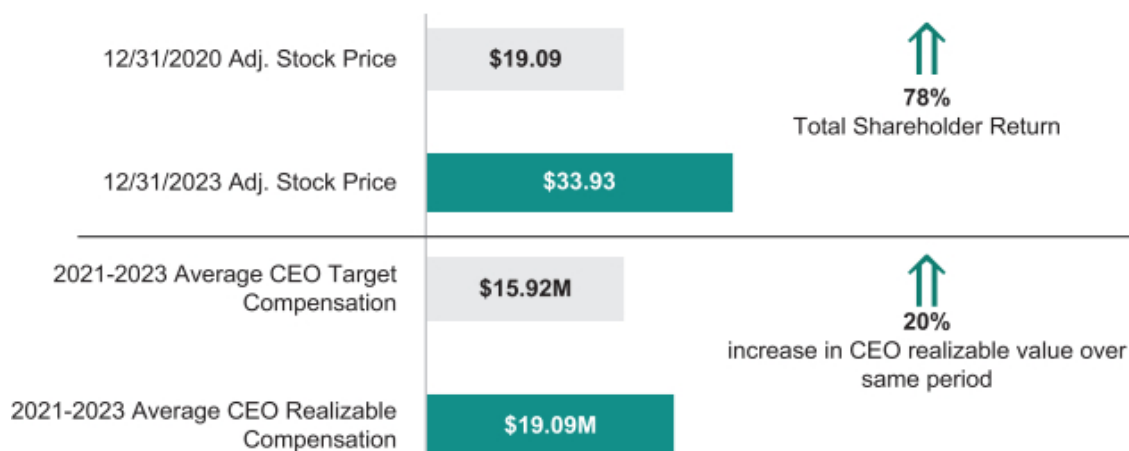 12/31/2020 Adj. Stock Price
$19.09
78%
Total Shareholder Return
12/31/2023 Adj. Stock Price
$33.93
2021-2023 Average CEO Target
Compensation
$15.92M
20%
increase in CEO realizable value over
same period
2021-2023 Average CEO Realizable
Compensation
$19.09M